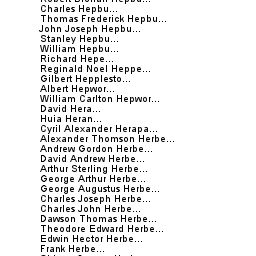 Robert Blohan Hepbu...
Charles Hepbu...
Thomas Frederick Hepbu...
John Joseph Hepbu...
Stanley Hepbu...
William Hepbu...
Richard Hepe...
Reginald Noel Heppe...
Gilbert Hepplesto...
Albert Hepwor...
William Carlton Hepwor...
David Hera...
Huia Heran...
Cyril Alexander Herapa...
Alexander Thomson Herbe...
Andrew Gordon Herbe...
David Andrew Herbe...
Arthur Sterling Herbe...
George Arthur Herbe...
George Augustus Herbe...
Charles Joseph Herbe...
Charles John Herbe...
Dawson Thomas Herbe...
Theodore Edward Herbe...
Edwin Hector Herbe...
Frank Herbe...